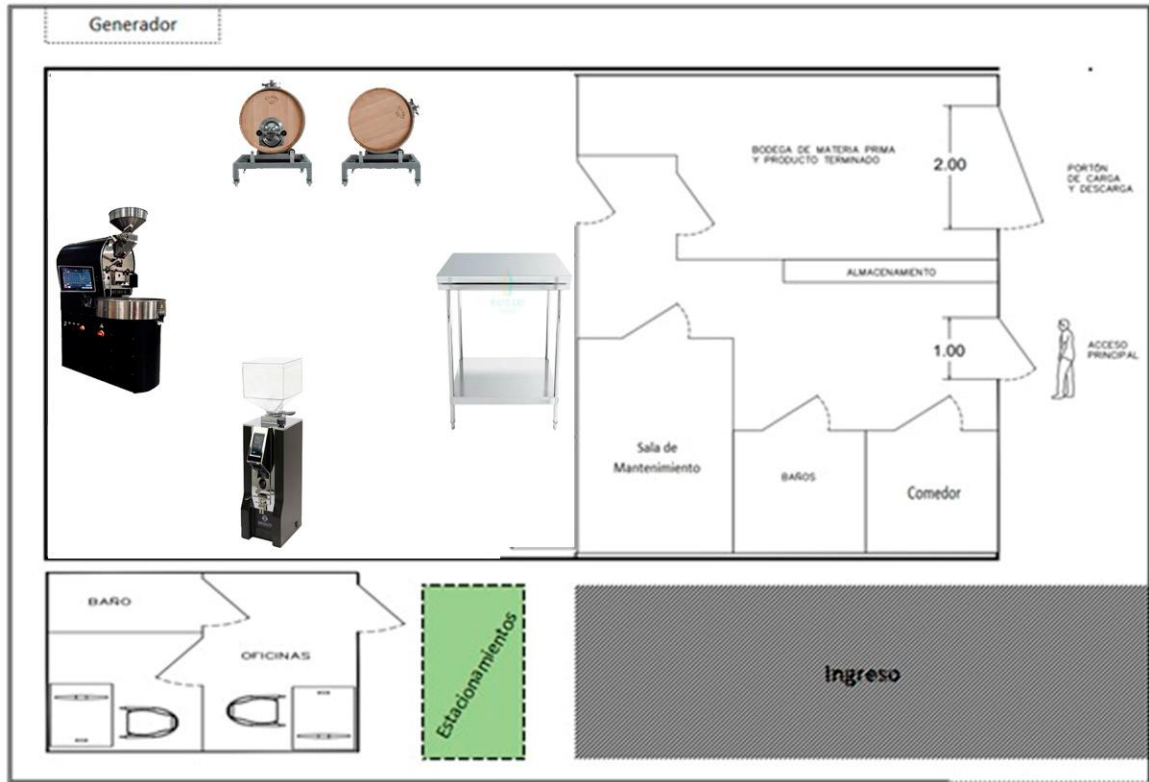 Generador
BODEGA DE MATERIA PRIMA
Y PRODUCTO TERMINADO
2.00
PORTÓN
DE CARGA
Y DESCARGA
ALMACENAMIENTO
1.00
ACCESO
PRINCIPAL
Sala de
Mantenimiento
BAÑOS
Comedor
BAÑO
OFICINAS
Estacionamientos
Ingreso